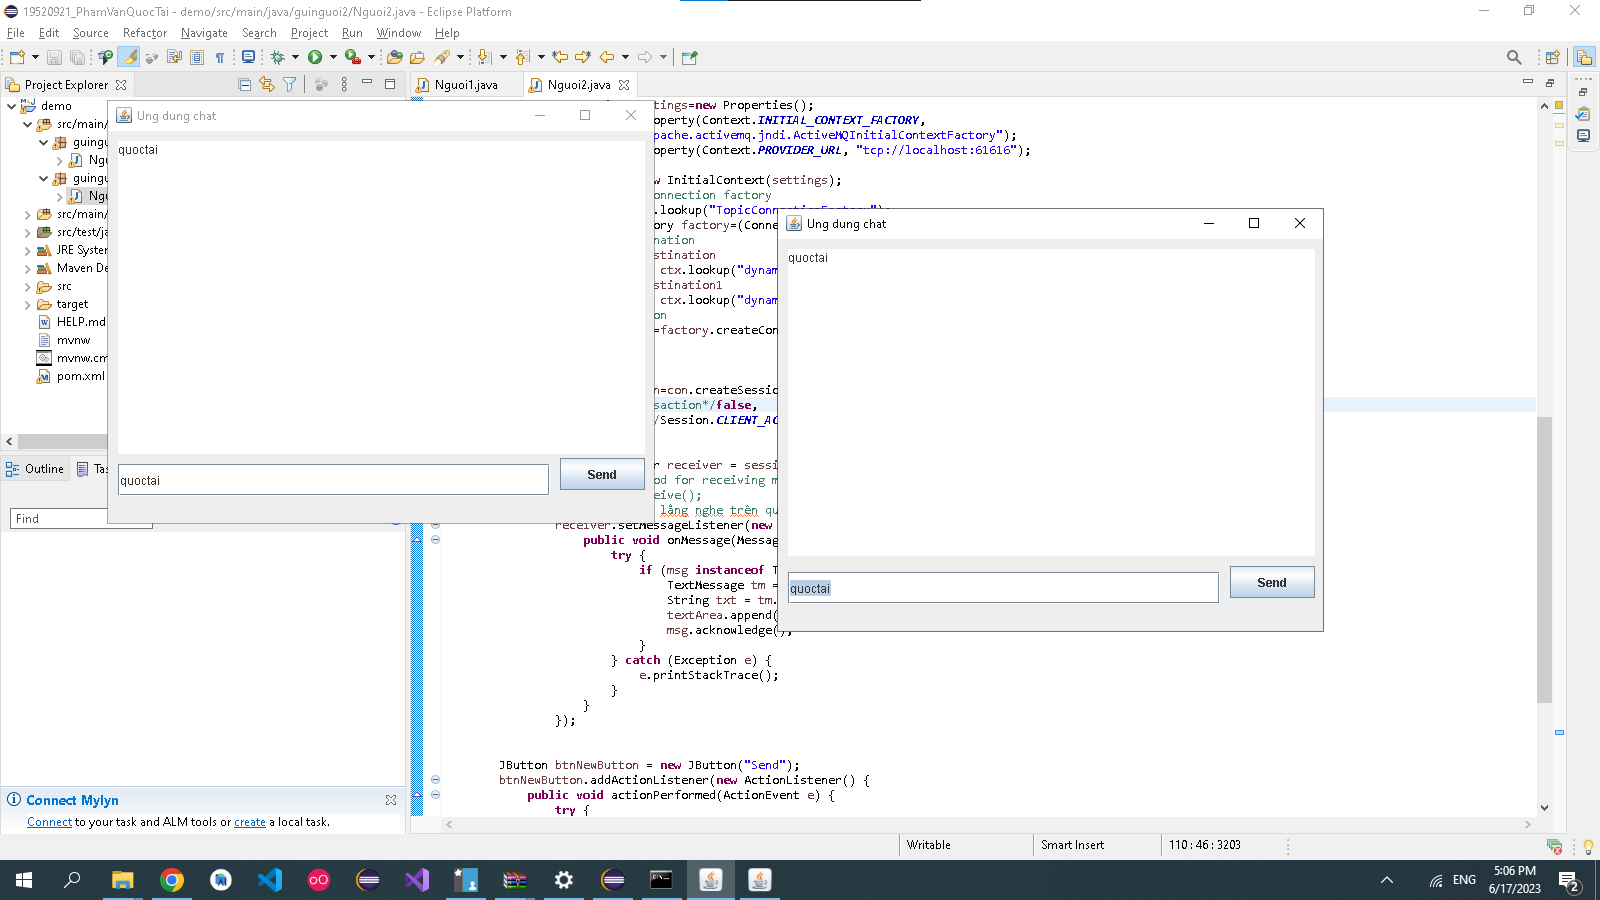 19520921_PhamVanQuocTai - demo/src/main/java/guinguoi2/Nguoi2.java - Eclipse Platform
File Edit Source Refactor Navigate Search Project Run Window Help
Project Explorer
Nguoi1.java
Nguoi2.java
demo
src/main/
guingu
Ng
guingu
Ngu
src/main/
src/test/ja
JRE System
Maven De
src
target
HELP.md
mvnw
mvnw.cm
pom.xml
Outline
Tas
Find
Connect Mylyn
Connect to your task and ALM tools or create a local task.
Ung dung chat
quoctai
quoctai
Send
tings=new Properties();
operty(Context.INITIAL_CONTEXT_FACTORY,
pache.activemq.jndi.ActiveMQInitialContextFactory");
operty(Context.PROVIDER_URL, "tcp://localhost:61616");
w InitialContext(settings);
onnection factory
.lookup("TopicConnectionFactory");
ory factory=(Conne
nation
stination
ctx.lookup("dynam
stination1
ctx.lookup("dynam
on
=factory.createCon
n=con.createSessio
saction*/false,
/Session.CLIENT_AC
r receiver = sessi
od for receiving m
eive();
lắng nghe trên qu
receiver.setMessageListener(new
public void onMessage(Messag
try {
if (msg instanceof T
TextMessage tm =
String txt = tm.
textArea.append(
msg.acknowledge();
}
} catch (Exception e) {
e.printStackTrace();
}
}
});
JButton btnNewButton = new JButton("Send");
btnNewButton.addActionListener(new ActionListener() {
public void actionPerformed(ActionEvent e) {
try {
Ung dung chat
quoctai
quoctai
Send
Writable
Smart Insert
110 : 46 : 3203
ENG
5:06 PM
6/17/2023
2